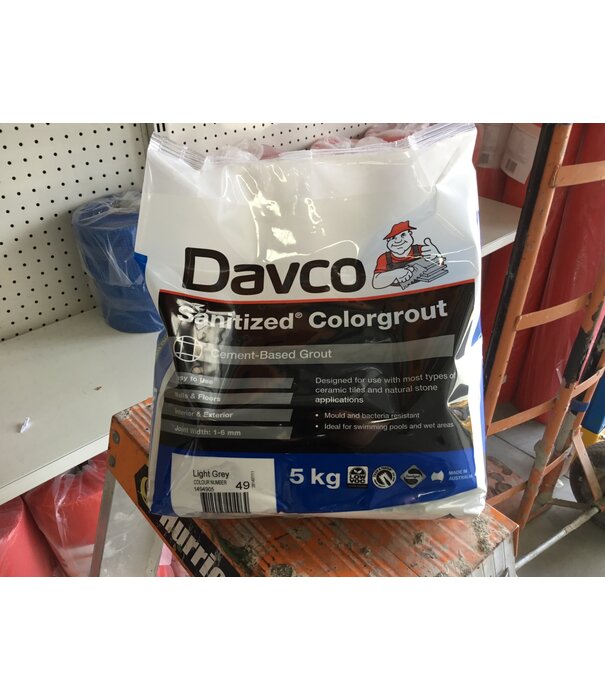 Davco
Sanitized® Colorgrout
Cement-Based Grout
Easy to Use
Walls & Floors
Interior & Exterior
Joint Width: 1-6 mm
Designed for use with most types of
ceramic tiles and natural stone
applications
• Mould and bacteria resistant
• Ideal for swimming pools and wet areas
Light Grey
COLOUR NUMBER
1494905
49
5 kg
MADE IN
AUSTRALIA
Hurri